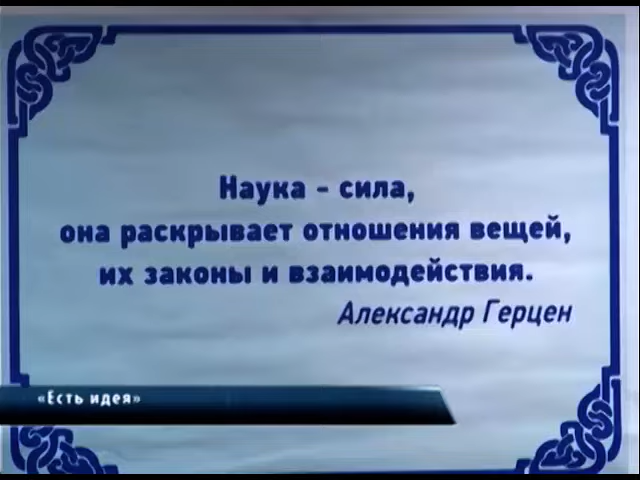 Наука - сила,
она раскрывает отношения вещей,
их законы и взаимодействия.
Александр Герцен
«Есть идея»